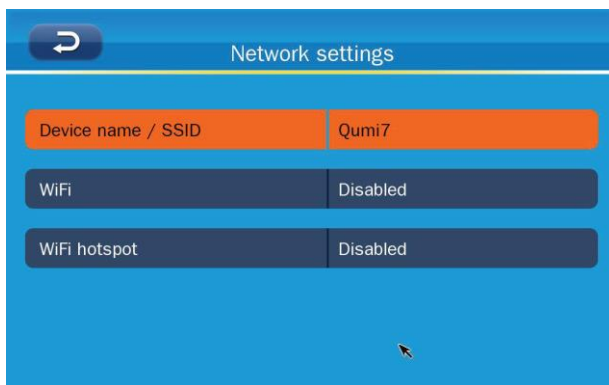 Network settings
Device name / SSID Qumi7
WiFi Disabled
WiFi hotspot Disabled